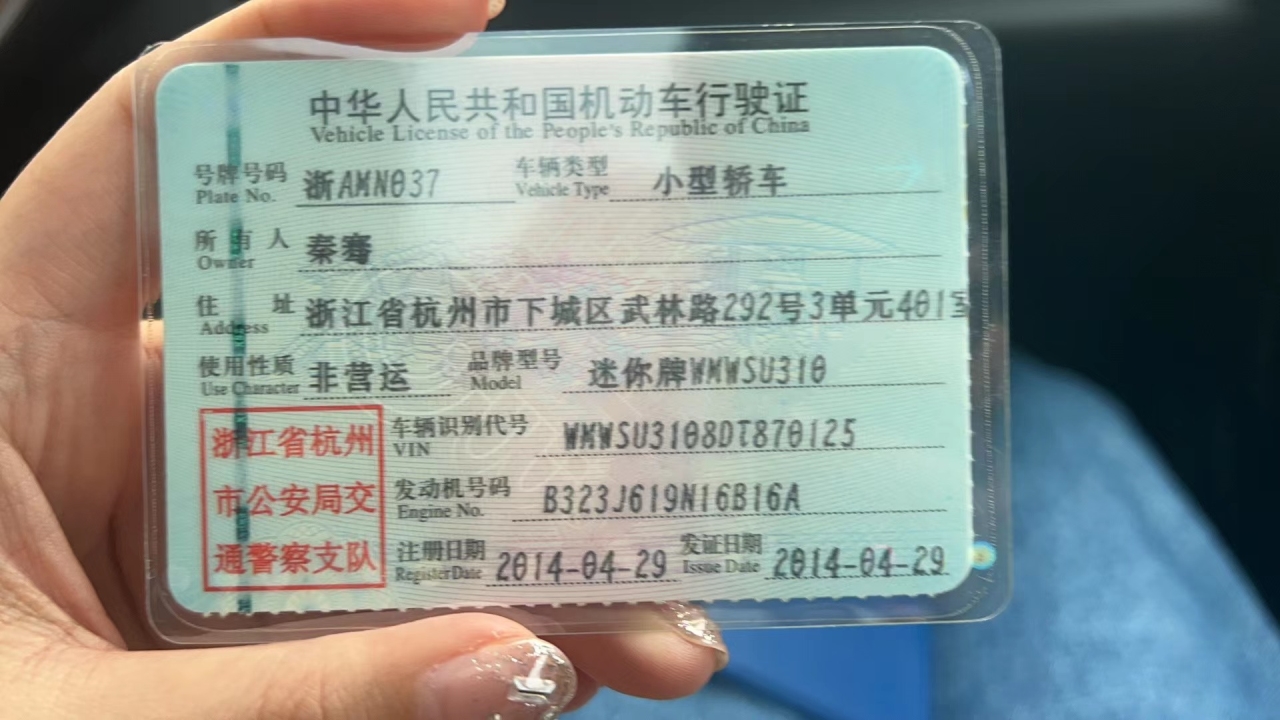 中华人民共和国机动车行驶证
Vehicle License of the People's Republic of China
号牌号码 浙AMN037 车辆类型 小型轿车
Plate No. Vehicle Type
所有人 秦骞
Owner
住址 浙江省杭州市下城区武林路292号3单元401室
Address
使用性质 非营运 品牌型号 迷你牌WMWSU310
Use Character Model
浙江省杭州
市公安局交
通警察支队
车辆识别代号 WMWSU3108DT870125
VIN
发动机号码 B323J619N16B16A
Engine No.
注册日期 2014-04-29 发证日期 2014-04-29
Register Date Issue Date